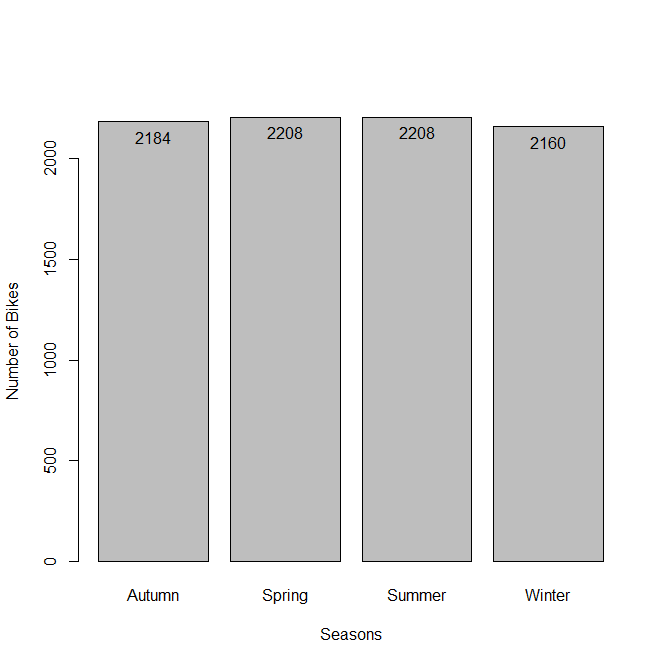 2184
2208
2208
2160
2000
1500
1000
500
0
Number of Bikes
Autumn
Spring
Summer
Winter
Seasons